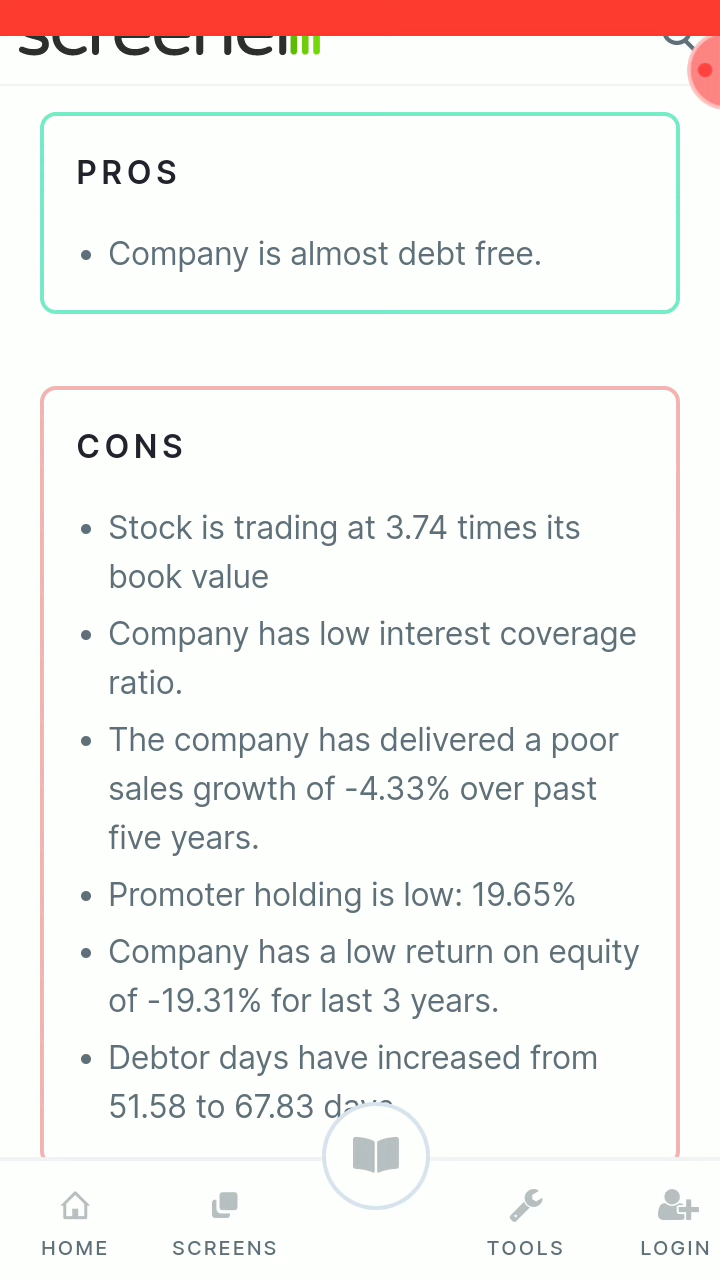 screener
PROS
• Company is almost debt free.
CONS
• Stock is trading at 3.74 times its
book value
• Company has low interest coverage
ratio.
• The company has delivered a poor
sales growth of -4.33% over past
five years.
• Promoter holding is low: 19.65%
• Company has a low return on equity
of -19.31% for last 3 years.
• Debtor days have increased from
51.58 to 67.83 days.
HOME
SCREENS
TOOLS
LOGIN